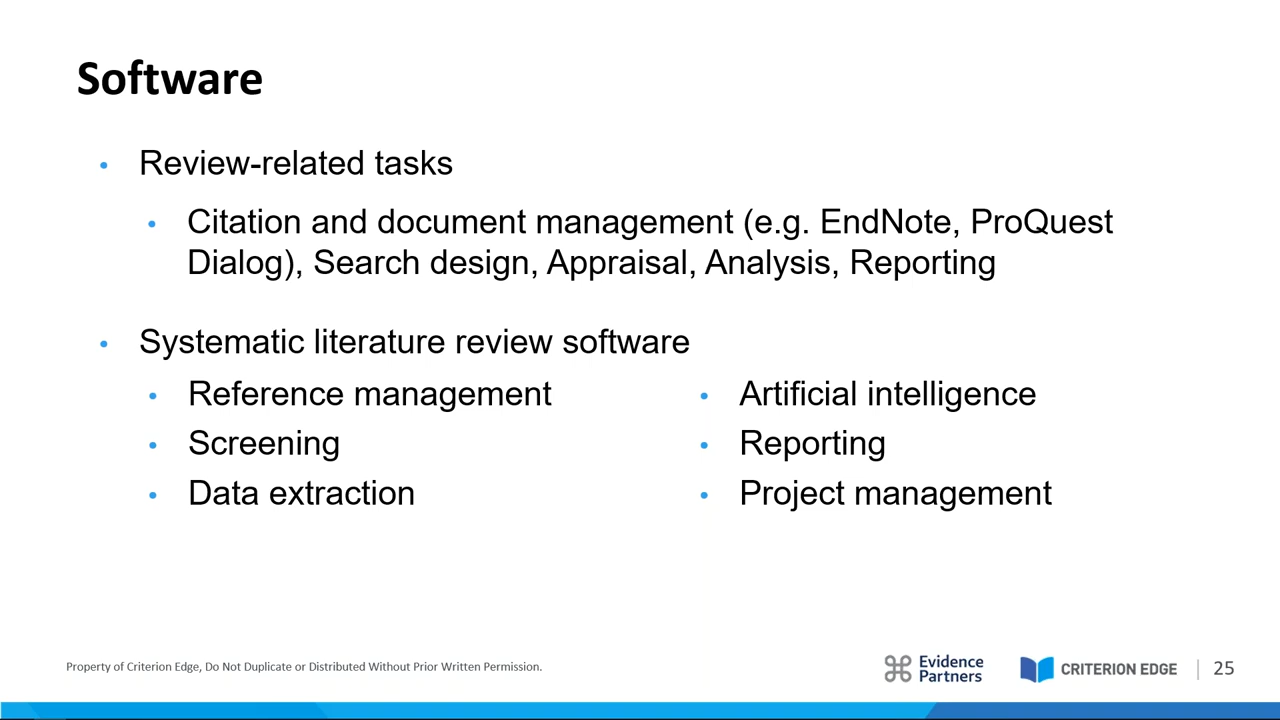 Software
• Review-related tasks
• Citation and document management (e.g. EndNote, ProQuest
Dialog), Search design, Appraisal, Analysis, Reporting
• Systematic literature review software
• Reference management
• Screening
• Data extraction
• Artificial intelligence
• Reporting
• Project management
Property of Criterion Edge, Do Not Duplicate or Distributed Without Prior Written Permission.
Evidence
Partners
CRITERION EDGE
25